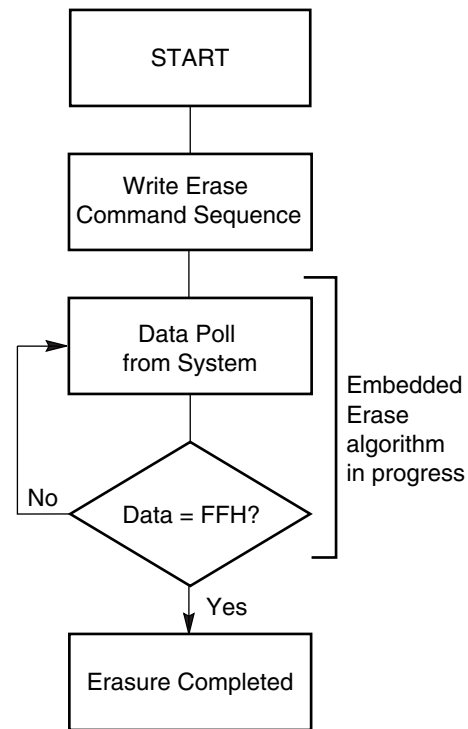 START
Write Erase
Command Sequence
Data Poll
from System
Embedded
Erase
algorithm
in progress
No
Data = FFH?
Yes
Erasure Completed